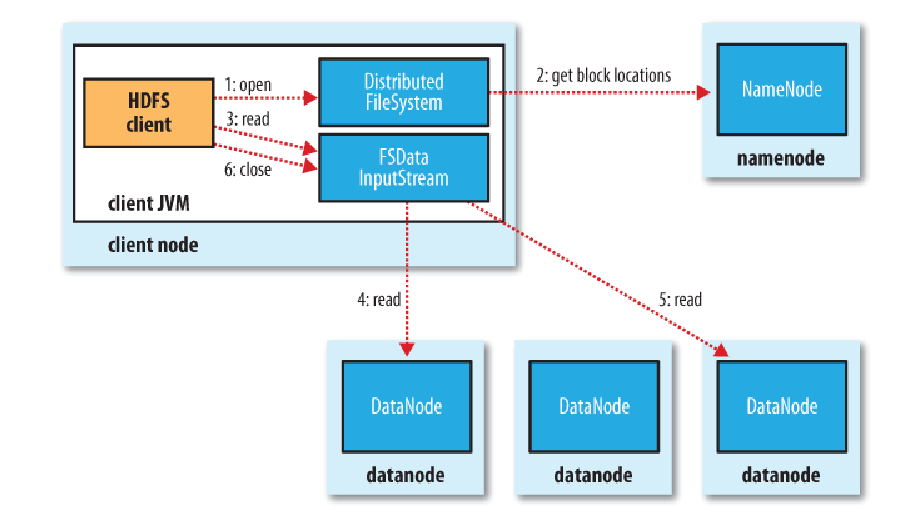 Distributed
FileSystem
1: open
2: get block locations
NameNode
HDFS
client
3: read
FSData
InputStream
6: close
namenode
client JVM
client node
4: read
5: read
DataNode
DataNode
DataNode
datanode
datanode
datanode